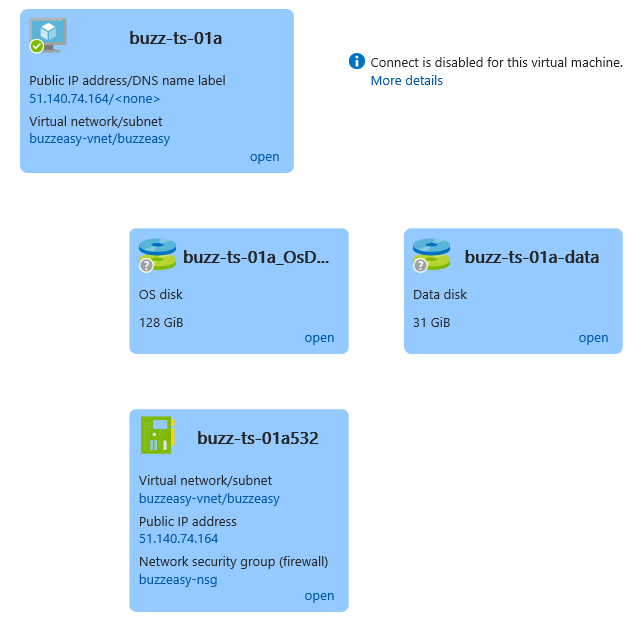 buzz-ts-01a
Public IP address/DNS name label
51.140.74.164/<none>
Virtual network/subnet
buzzeasy-vnet/buzzeasy
open
Connect is disabled for this virtual machine.
More details
buzz-ts-01a_OsD...
OS disk
128 GiB
open
buzz-ts-01a-data
Data disk
31 GiB
open
buzz-ts-01a532
Virtual network/subnet
buzzeasy-vnet/buzzeasy
Public IP address
51.140.74.164
Network security group (firewall)
buzzeasy-nsg
open